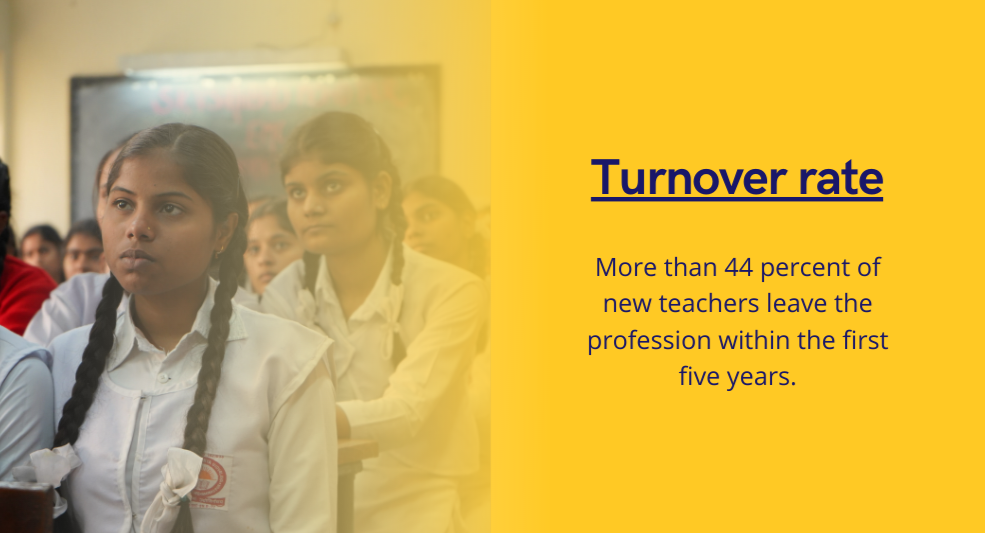 Turnover rate
More than 44 percent of
new teachers leave the
profession within the first
five years.